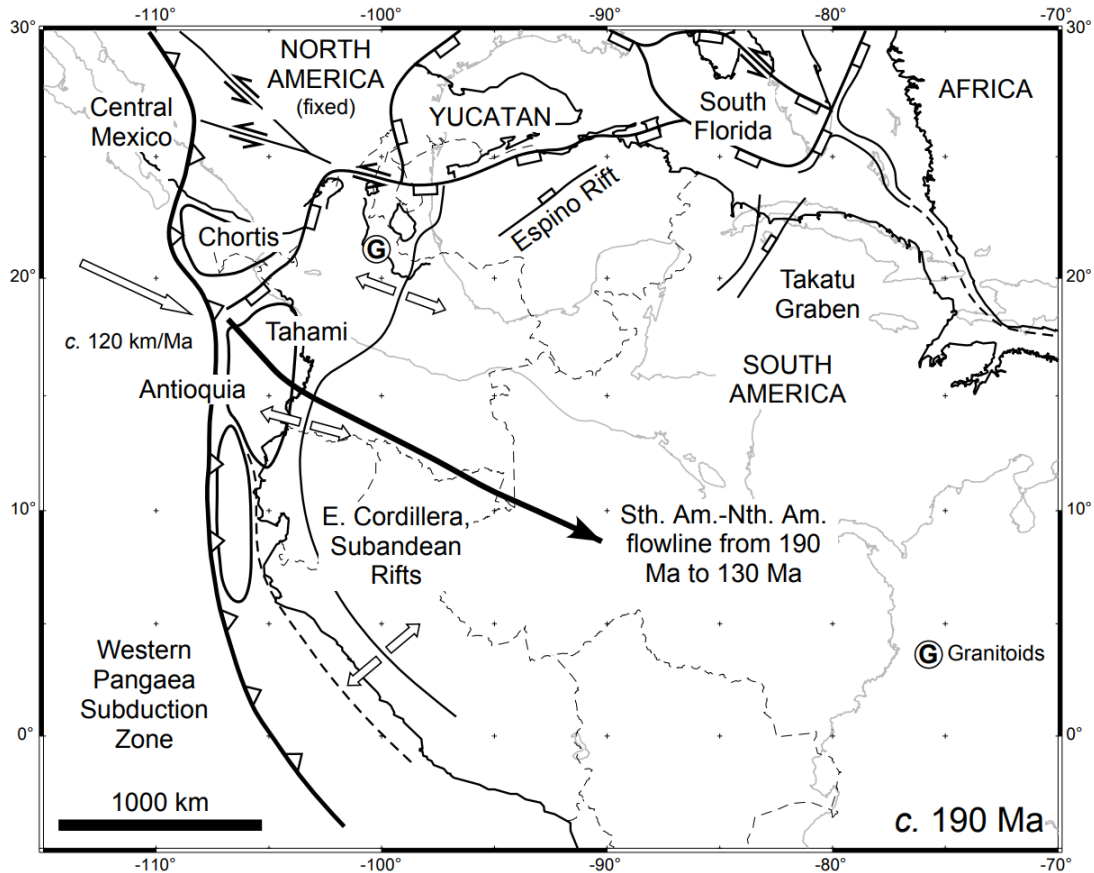 -110°
-100°
-90°
-80°
-70°
30°
30°
NORTH
AMERICA
(fixed)
AFRICA
Central
Mexico
YUCATAN
South
Florida
Espino Rift
Chortis
G
20°
20°
Takatu
Graben
c. 120 km/Ma
Tahami
Antioquia
SOUTH
AMERICA
10°
10°
E. Cordillera,
Subandean
Rifts
Sth. Am.-Nth. Am.
flowline from 190
Ma to 130 Ma
Western
Pangaea
Subduction
Zone
G Granitoids
0°
0°
1000 km
c. 190 Ma
-110°
-100°
-90°
-80°
-70°